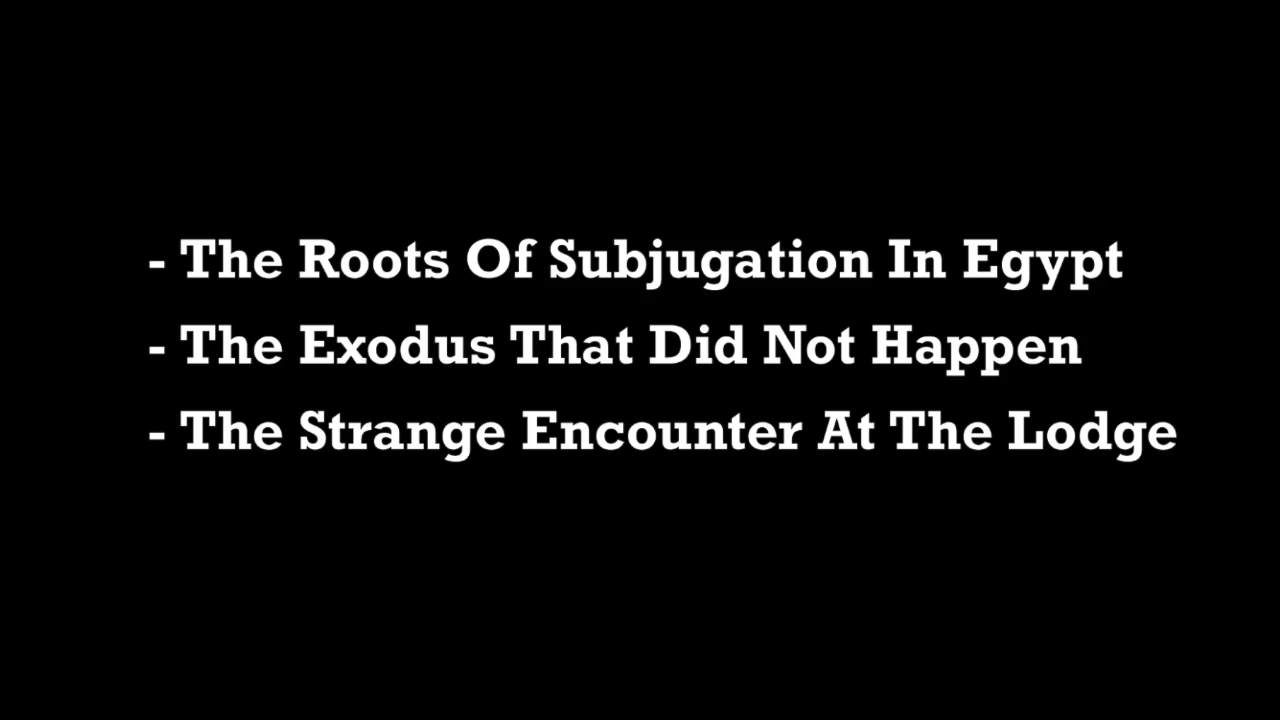 - The Roots Of Subjugation In Egypt
- The Exodus That Did Not Happen
- The Strange Encounter At The Lodge